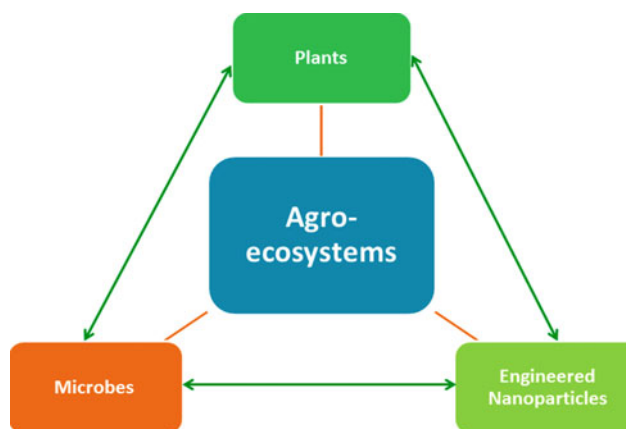 Plants
Agro-
ecosystems
Microbes
Engineered
Nanoparticles